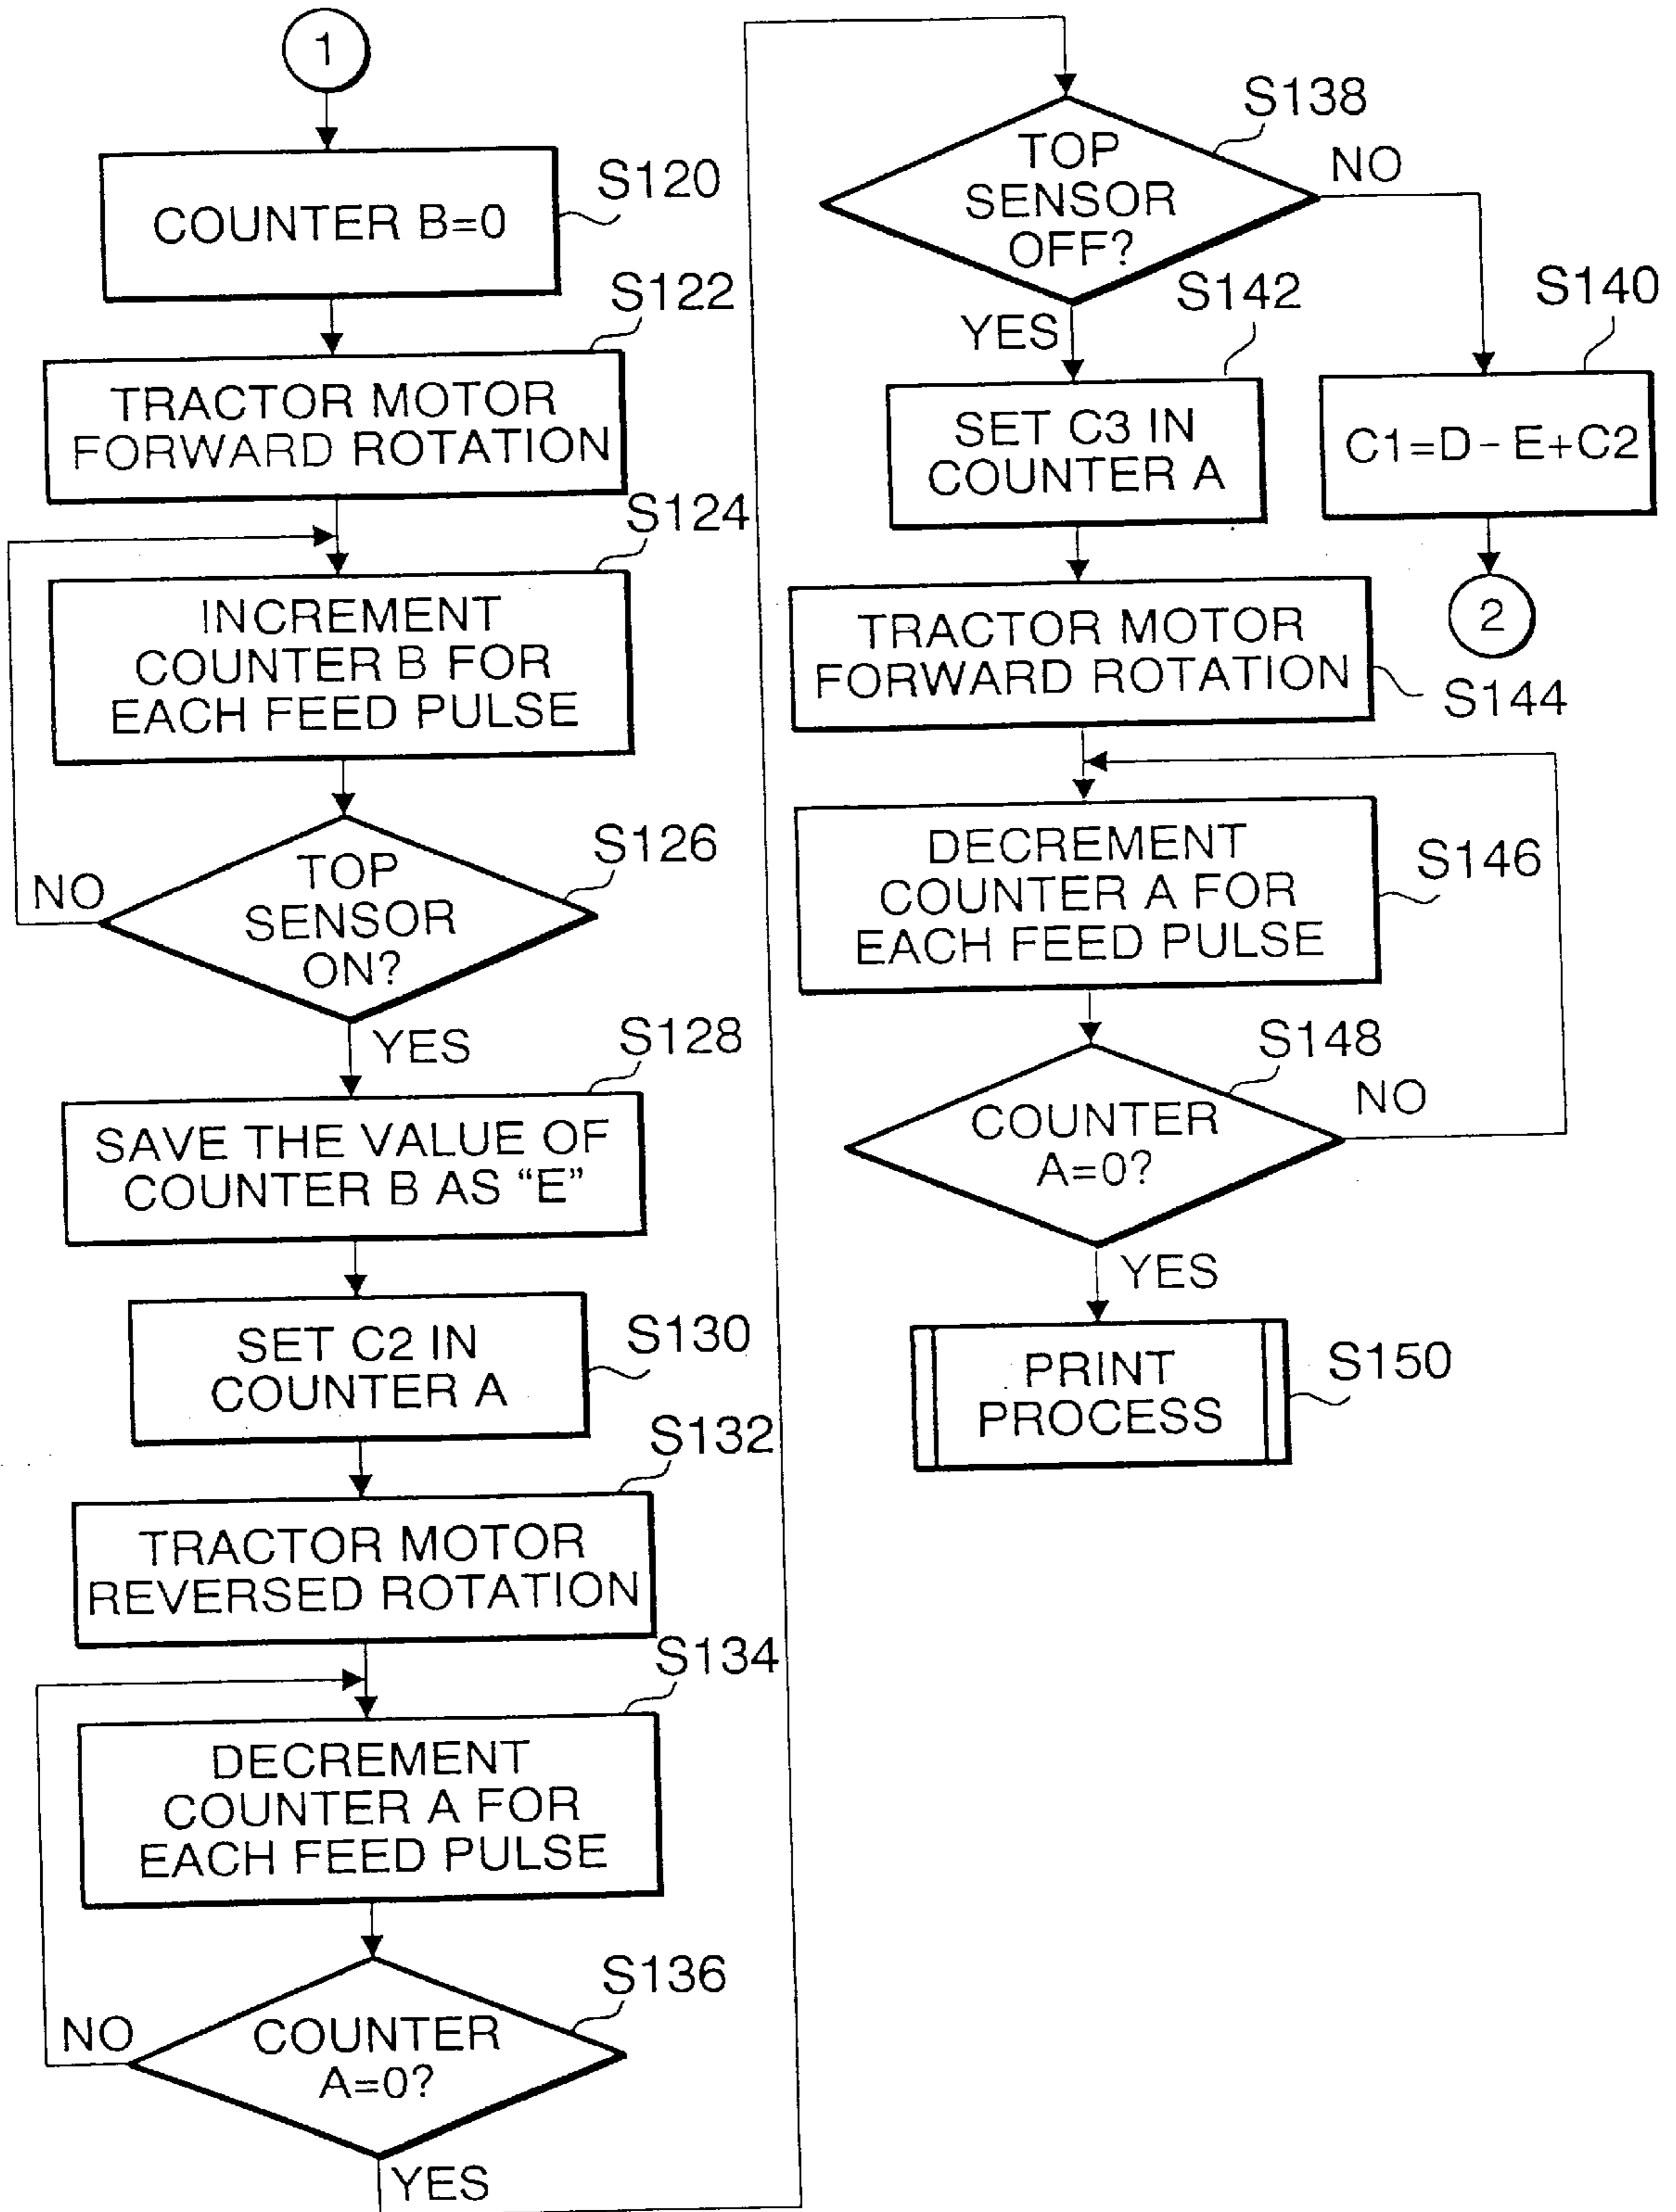 1
COUNTER B=0
S120
TRACTOR MOTOR
FORWARD ROTATION
S122
INCREMENT
COUNTER B FOR
EACH FEED PULSE
S124
TOP
SENSOR
ON?
S126
NO
YES
SAVE THE VALUE OF
COUNTER B AS “E”
S128
SET C2 IN
COUNTER A
S130
TRACTOR MOTOR
REVERSED ROTATION
S132
DECREMENT
COUNTER A FOR
EACH FEED PULSE
S134
COUNTER
A=0?
S136
NO
YES
TOP
SENSOR
OFF?
S138
NO
YES
C1=D-E+C2
S140
2
SET C3 IN
COUNTER A
S142
TRACTOR MOTOR
FORWARD ROTATION
S144
DECREMENT
COUNTER A FOR
EACH FEED PULSE
S146
COUNTER
A=0?
S148
NO
YES
PRINT
PROCESS
S150